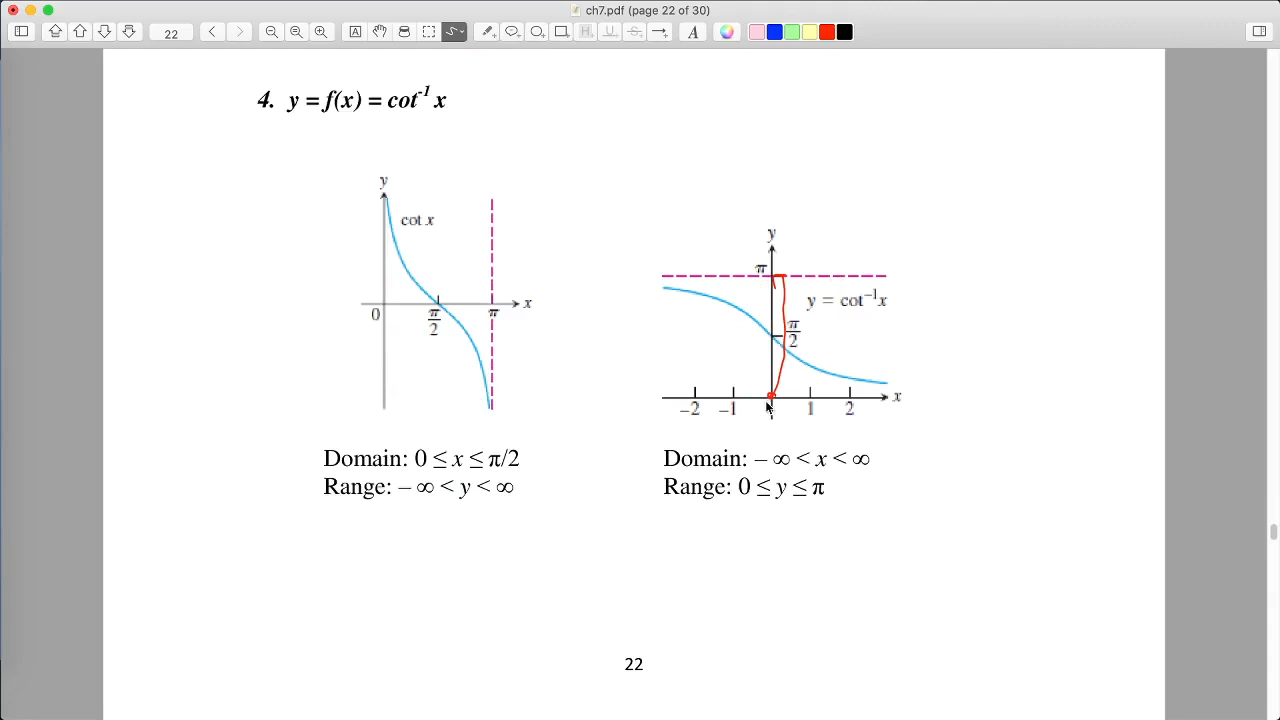 ch7.pdf (page 22 of 30)
22
A
A
4. y = f(x) = cot⁻¹ x
y
cot x
0
π/2
π
x
y
π
y = cot⁻¹x
π/2
−2 −1 1 2
x
Domain: 0 ≤ x ≤ π/2
Range: – ∞ < y < ∞
Domain: – ∞ < x < ∞
Range: 0 ≤ y ≤ π
22